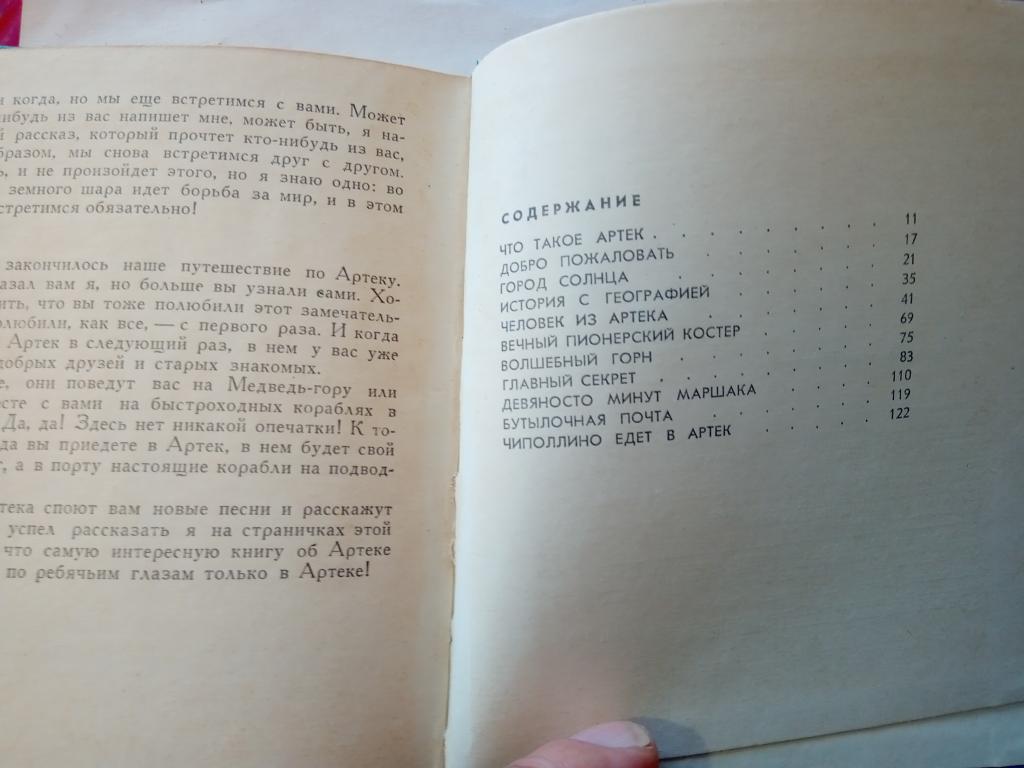 и когда, но мы еще встретимся с вами. Может
нибудь из вас напишет мне, может быть, я на-
й рассказ, который прочтет кто-нибудь из вас,
бразом, мы снова встретимся друг с другом.
ь, и не произойдет этого, но я знаю одно: во
земного шара идет борьба за мир, и в этом
стретимся обязательно!
закончилось наше путешествие по Артеку.
азал вам я, но больше вы узнали сами. Хо-
ить, что вы тоже полюбили этот замечатель-
олюбили, как все, — с первого раза. И когда
Артек в следующий раз, в нем у вас уже
добрых друзей и старых знакомых.
е, они поведут вас на Медведь-гору или
есте с вами на быстроходных кораблях в
Да, да! Здесь нет никакой опечатки! К то-
да вы приедете в Артек, в нем будет свой
т, а в порту настоящие корабли на подвод-
ртека споют вам новые песни и расскажут
успел рассказать я на страничках этой
что самую интересную книгу об Артеке
по ребячьим глазам только в Артеке!
СОДЕРЖАНИЕ
ЧТО ТАКОЕ АРТЕК . . . . . . . 11
ДОБРО ПОЖАЛОВАТЬ . . . . . . 17
ГОРОД СОЛНЦА . . . . . . . 21
ИСТОРИЯ С ГЕОГРАФИЕЙ . . . . . 35
ЧЕЛОВЕК ИЗ АРТЕКА . . . . . . 41
ВЕЧНЫЙ ПИОНЕРСКИЙ КОСТЕР . . . . 69
ВОЛШЕБНЫЙ ГОРН . . . . . . 75
ГЛАВНЫЙ СЕКРЕТ . . . . . . . 83
ДЕВЯНОСТО МИНУТ МАРШАКА . . . . 110
БУТЫЛОЧНАЯ ПОЧТА . . . . . . 119
ЧИПОЛЛИНО ЕДЕТ В АРТЕК . . . . 122